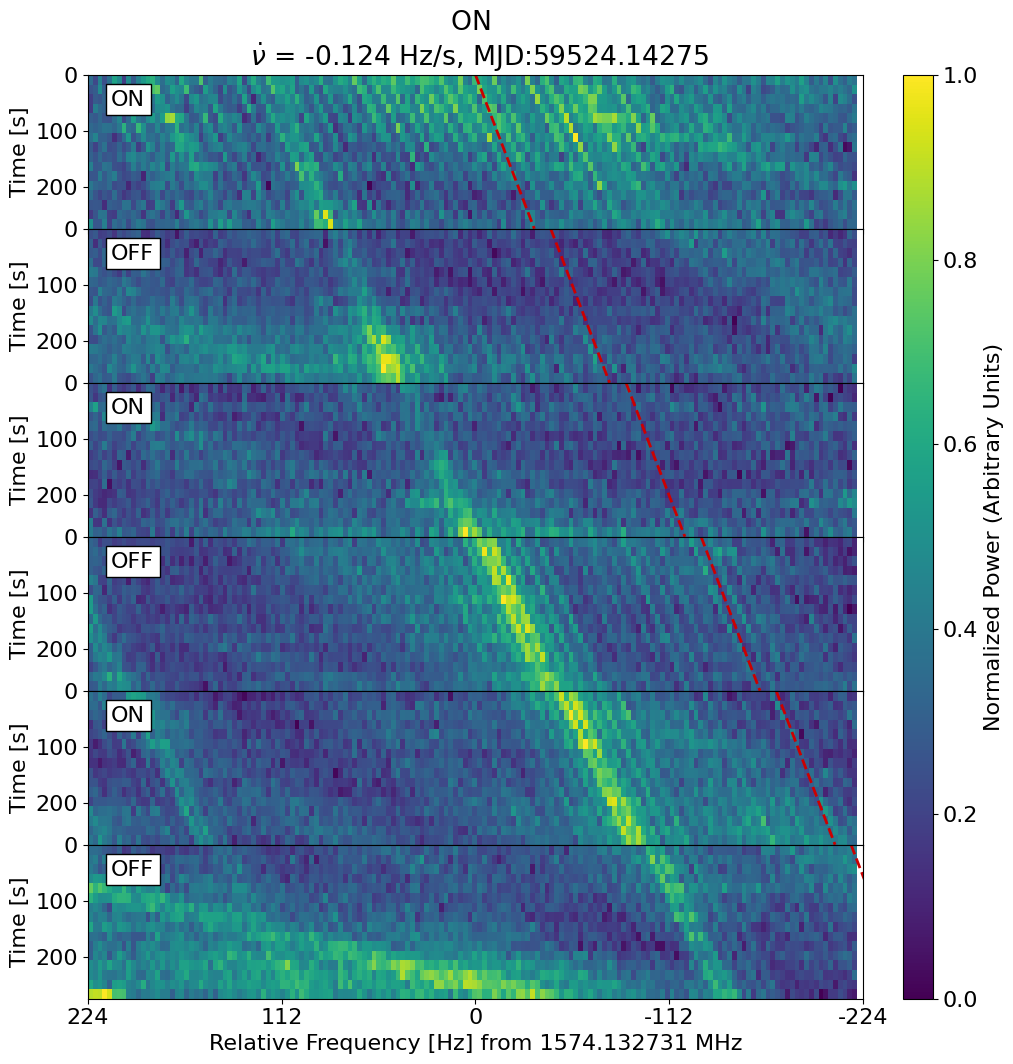 ON
ν̇ = -0.124 Hz/s, MJD:59524.14275
0
ON
100
Time [s]
200
0
OFF
100
Time [s]
200
0
ON
100
Time [s]
200
0
OFF
100
Time [s]
200
0
ON
100
Time [s]
200
0
OFF
100
Time [s]
200
224 112 0 -112 -224
Relative Frequency [Hz] from 1574.132731 MHz
1.0
0.8
0.6
0.4
0.2
0.0
Normalized Power (Arbitrary Units)